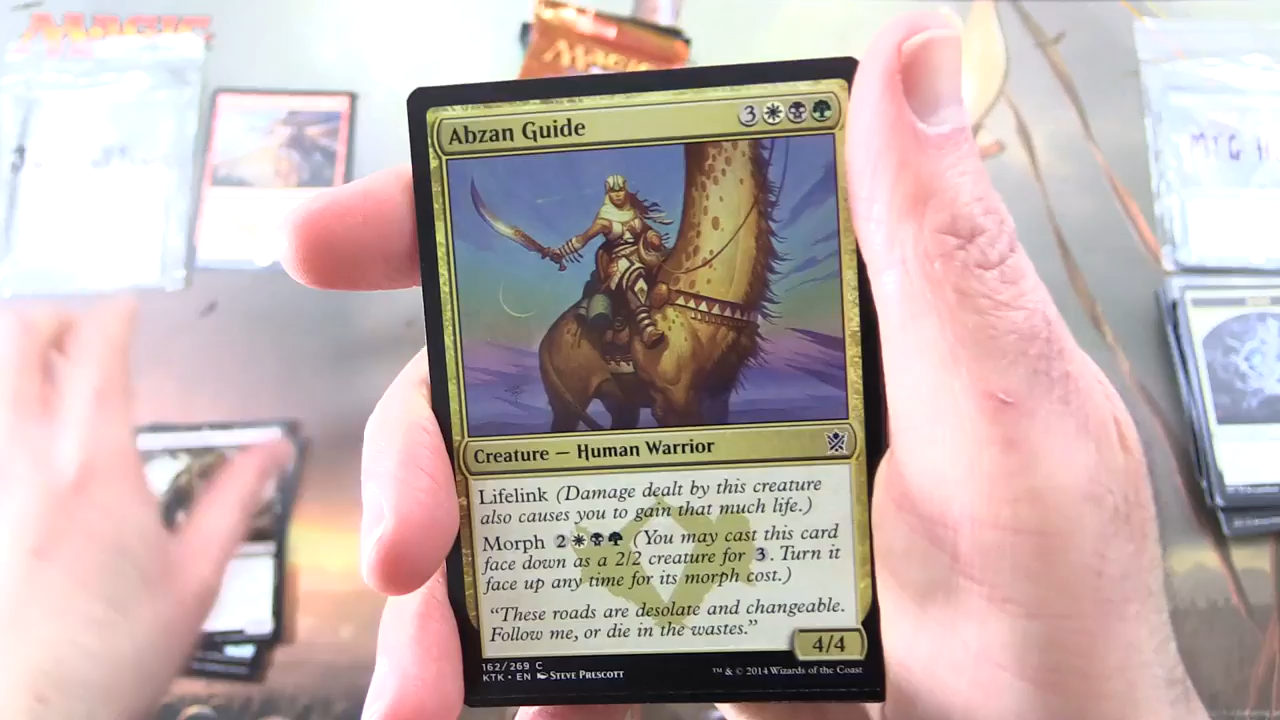 MAGIC
MAGIC
MTG
Abzan Guide 3
Creature — Human Warrior
Lifelink (Damage dealt by this creature
also causes you to gain that much life.)
Morph 2 (You may cast this card
face down as a 2/2 creature for 3. Turn it
face up any time for its morph cost.)
“These roads are desolate and changeable.
Follow me, or die in the wastes.”
4/4
162/269 C
KTK • EN STEVE PRESCOTT
™ & © 2014 Wizards of the Coast